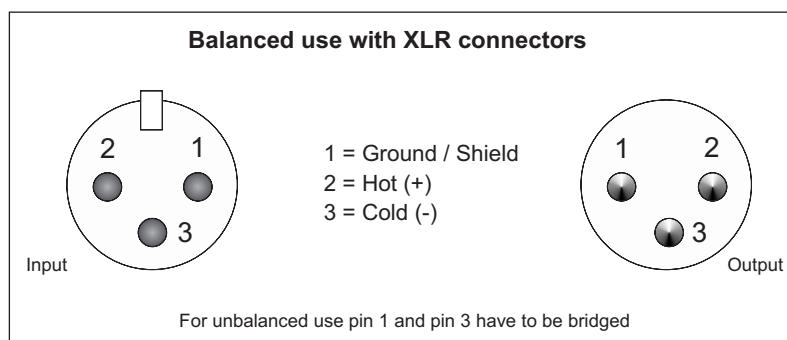 Balanced use with XLR connectors
2 1
3
Input
1 = Ground / Shield
2 = Hot (+)
3 = Cold (-)
1 2
3
Output
For unbalanced use pin 1 and pin 3 have to be bridged